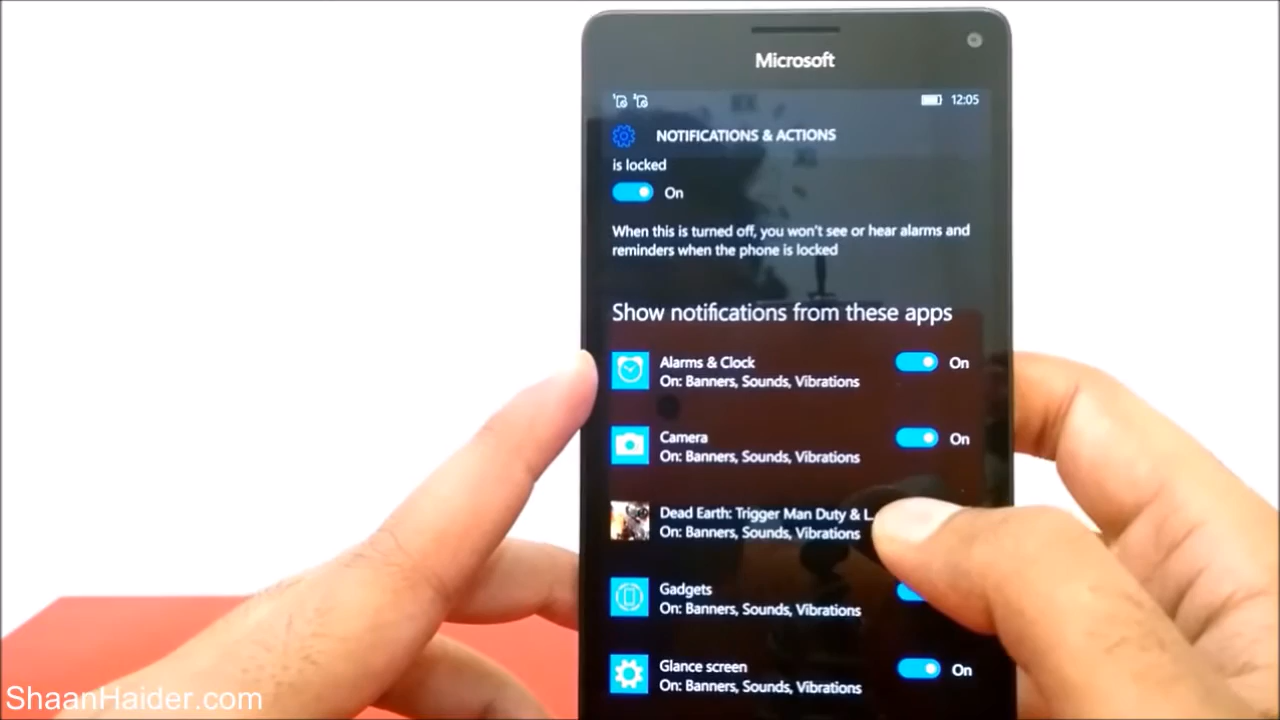 Microsoft
12:05
NOTIFICATIONS & ACTIONS
is locked
On
When this is turned off, you won't see or hear alarms and
reminders when the phone is locked
Show notifications from these apps
Alarms & Clock
On
On: Banners, Sounds, Vibrations
Camera
On
On: Banners, Sounds, Vibrations
Dead Earth: Trigger Man Duty & L
On: Banners, Sounds, Vibrations
Gadgets
On: Banners, Sounds, Vibrations
Glance screen
On
On: Banners, Sounds, Vibrations
ShaanHaider.com